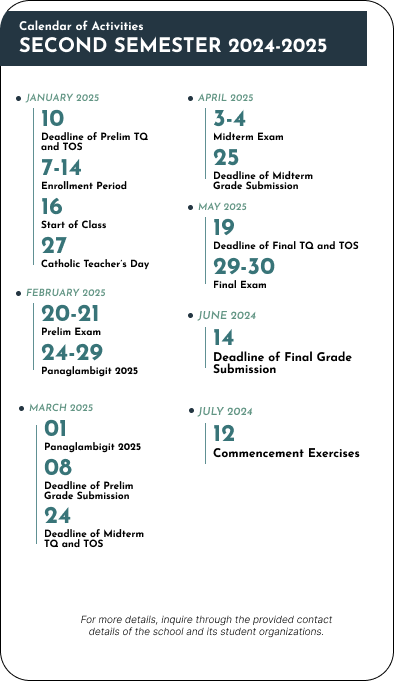 Calendar of Activities
SECOND SEMESTER 2024-2025
JANUARY 2025
10
Deadline of Prelim TQ
and TOS
7-14
Enrollment Period
16
Start of Class
27
Catholic Teacher's Day
FEBRUARY 2025
20-21
Prelim Exam
24-29
Panaglambigit 2025
MARCH 2025
01
Panaglambigit 2025
08
Deadline of Prelim
Grade Submission
24
Deadline of Midterm
TQ and TOS
APRIL 2025
3-4
Midterm Exam
25
Deadline of Midterm
Grade Submission
MAY 2025
19
Deadline of Final TQ and TOS
29-30
Final Exam
JUNE 2024
14
Deadline of Final Grade
Submission
JULY 2024
12
Commencement Exercises
For more details, inquire through the provided contact
details of the school and its student organizations.